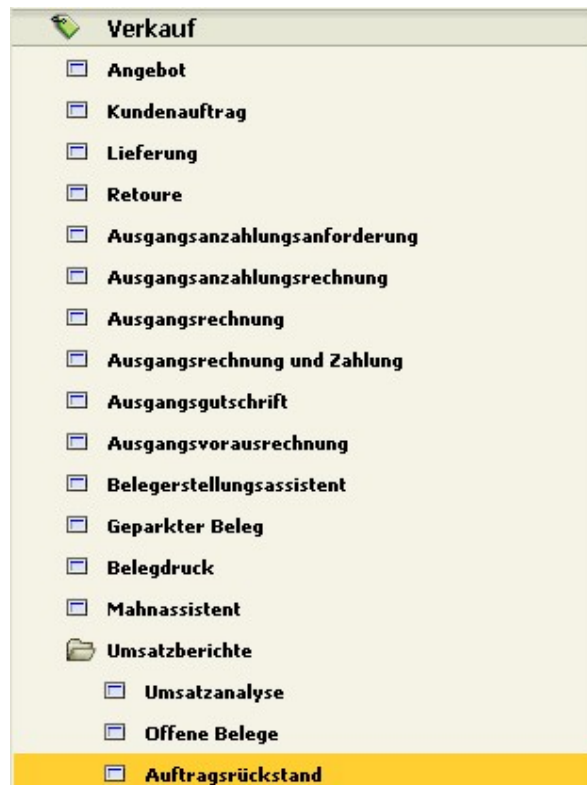 Verkauf
Angebot
Kundenauftrag
Lieferung
Retoure
Ausgangsanzahlungsanforderung
Ausgangsanzahlungsrechnung
Ausgangsrechnung
Ausgangsrechnung und Zahlung
Ausgangsgutschrift
Ausgangsvorausrechnung
Belegerstellungsassistent
Geparkter Beleg
Belegdruck
Mahnassistent
Umsatzberichte
Umsatzanalyse
Offene Belege
Auftragsrückstand